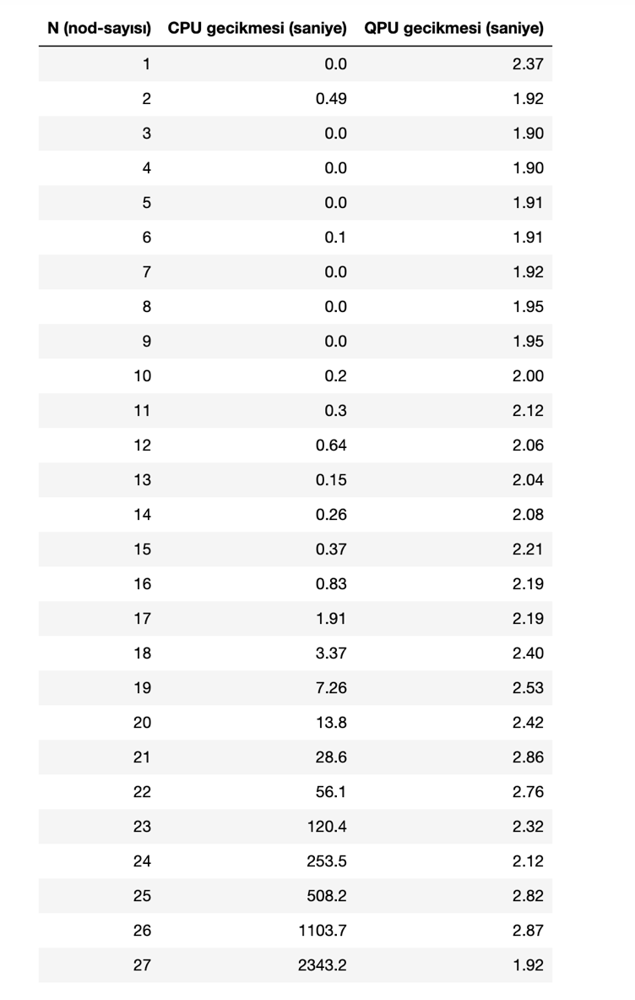 N (nod-sayısı) CPU gecikmesi (saniye) QPU gecikmesi (saniye)
1 0.0 2.37
2 0.49 1.92
3 0.0 1.90
4 0.0 1.90
5 0.0 1.91
6 0.1 1.91
7 0.0 1.92
8 0.0 1.95
9 0.0 1.95
10 0.2 2.00
11 0.3 2.12
12 0.64 2.06
13 0.15 2.04
14 0.26 2.08
15 0.37 2.21
16 0.83 2.19
17 1.91 2.19
18 3.37 2.40
19 7.26 2.53
20 13.8 2.42
21 28.6 2.86
22 56.1 2.76
23 120.4 2.32
24 253.5 2.12
25 508.2 2.82
26 1103.7 2.87
27 2343.2 1.92